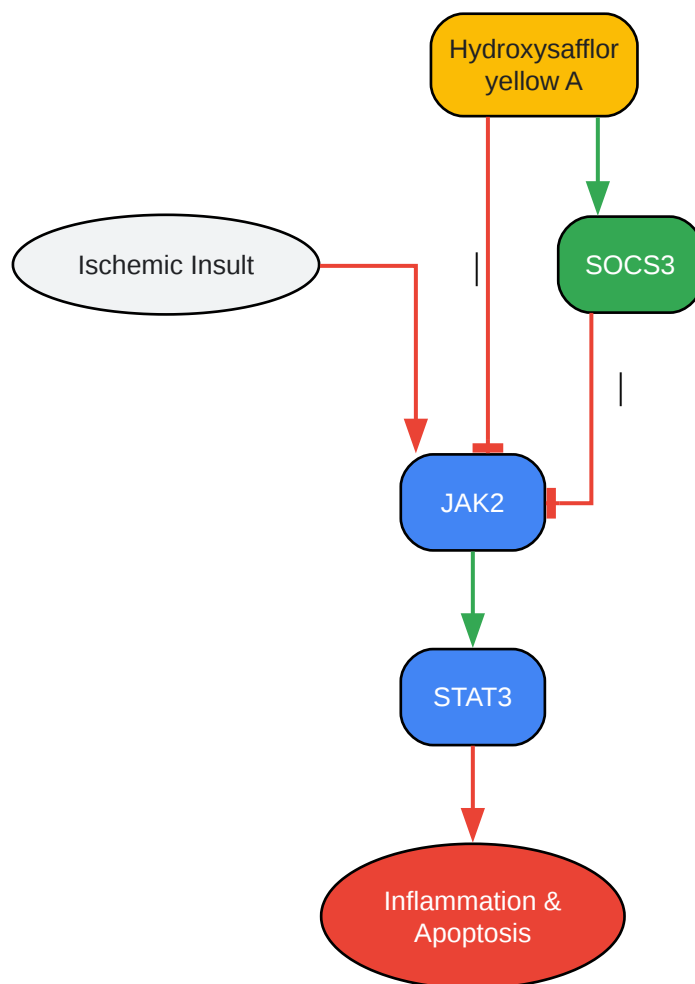 Hydroxysafflor
yellow A
Ischemic Insult
|
SOCS3
|
JAK2
STAT3
Inflammation &
Apoptosis